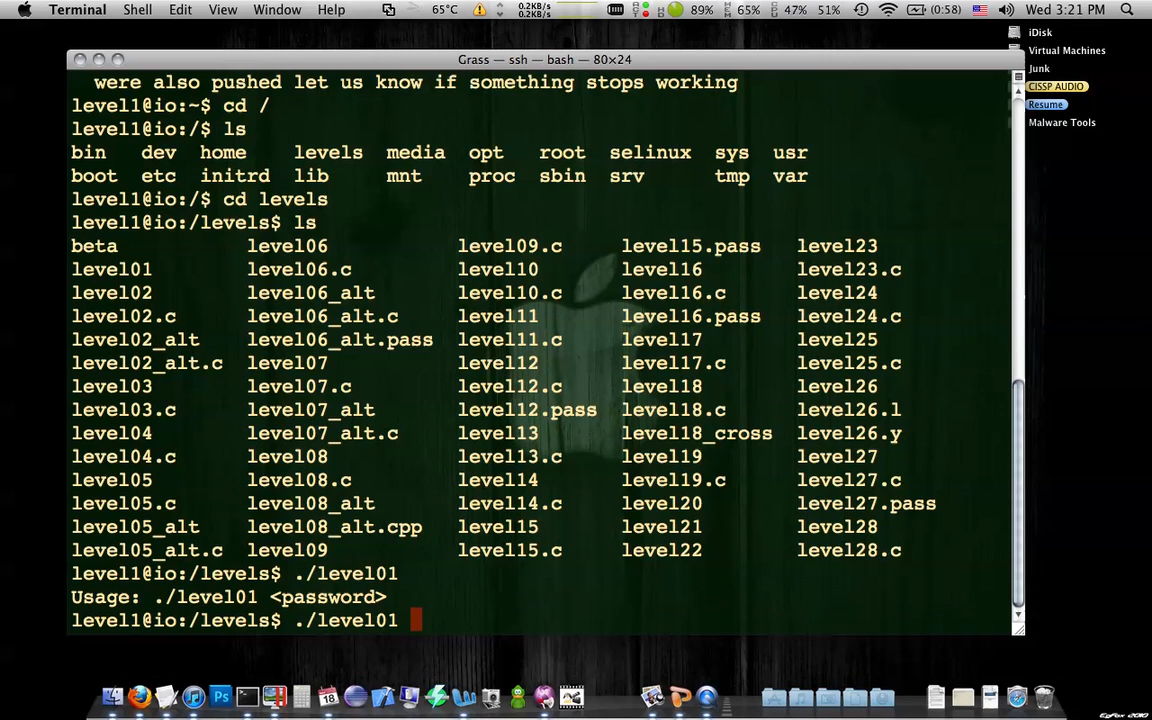 Terminal Shell Edit View Window Help 65°C 0.2KB/s 0.2KB/s 89% 65% 47% 51% (0:58) Wed 3:21 PM
iDisk
Virtual Machines
Junk
CISSP AUDIO
Resume
Malware Tools
Grass — ssh — bash — 80×24
were also pushed let us know if something stops working
level1@io:~$ cd /
level1@io:/$ ls
bin dev home levels media opt root selinux sys usr
boot etc initrd lib mnt proc sbin srv tmp var
level1@io:/$ cd levels
level1@io:/levels$ ls
beta level06 level09.c level15.pass level23
level01 level06.c level10 level16 level23.c
level02 level06_alt level10.c level16.c level24
level02.c level06_alt.c level11 level16.pass level24.c
level02_alt level06_alt.pass level11.c level17 level25
level02_alt.c level07 level12 level17.c level25.c
level03 level07.c level12.c level18 level26
level03.c level07_alt level12.pass level18.c level26.l
level04 level07_alt.c level13 level18_cross level26.y
level04.c level08 level13.c level19 level27
level05 level08.c level14 level19.c level27.c
level05.c level08_alt level14.c level20 level27.pass
level05_alt level08_alt.cpp level15 level21 level28
level05_alt.c level09 level15.c level22 level28.c
level1@io:/levels$ ./level01
Usage: ./level01 <password>
level1@io:/levels$ ./level01